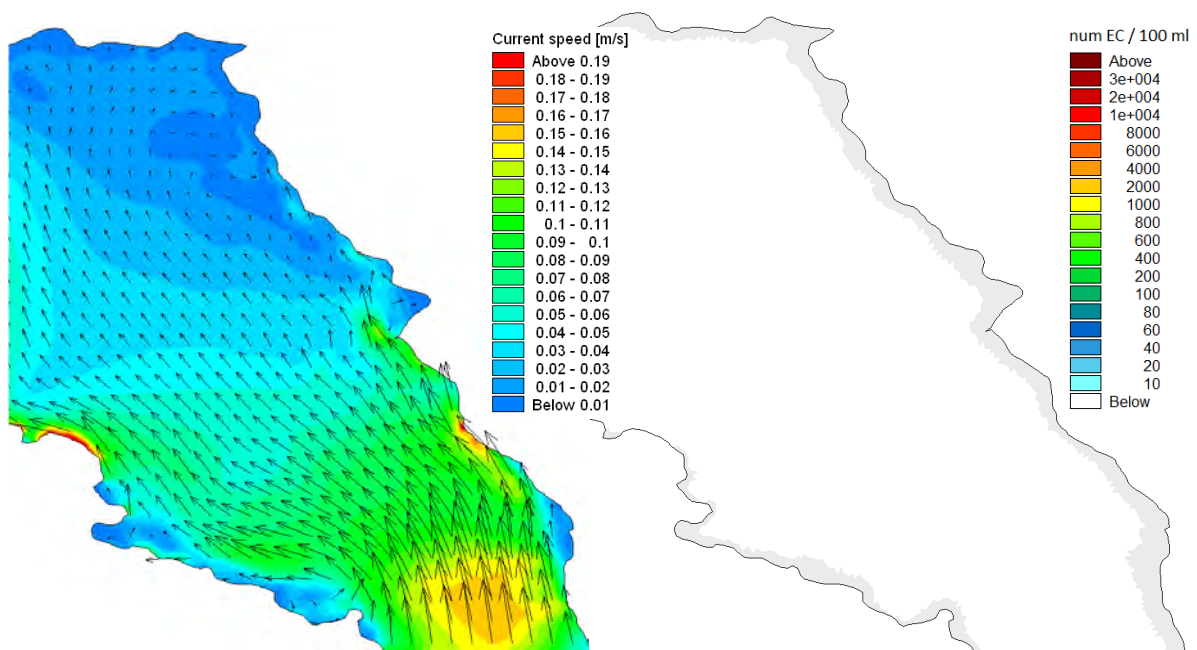 Current speed [m/s]
Above 0.19
0.18 - 0.19
0.17 - 0.18
0.16 - 0.17
0.15 - 0.16
0.14 - 0.15
0.13 - 0.14
0.12 - 0.13
0.11 - 0.12
0.1 - 0.11
0.09 - 0.1
0.08 - 0.09
0.07 - 0.08
0.06 - 0.07
0.05 - 0.06
0.04 - 0.05
0.03 - 0.04
0.02 - 0.03
0.01 - 0.02
Below 0.01
num EC / 100 ml
Above
3e+004
2e+004
1e+004
8000
6000
4000
2000
1000
800
600
400
200
100
80
60
40
20
10
Below